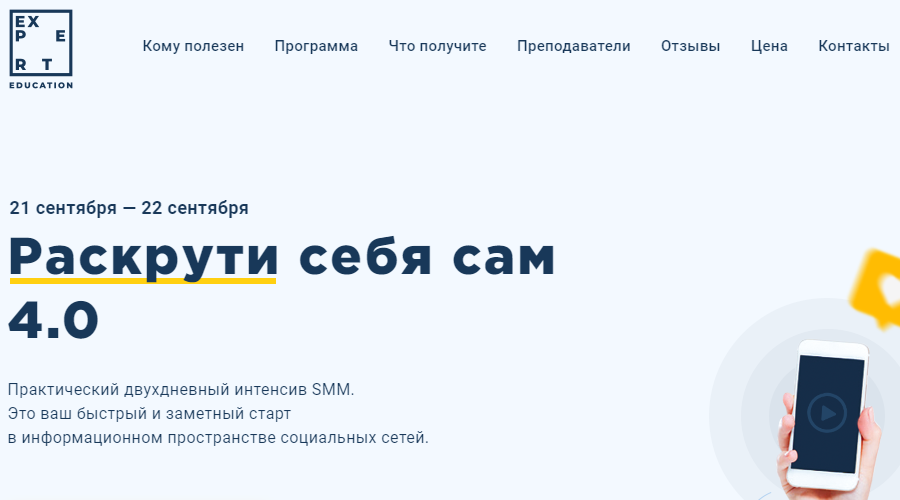 EX
P E
R T
EDUCATION
Кому полезен Программа Что получите Преподаватели Отзывы Цена Контакты
21 сентября — 22 сентября
Раскрути себя сам
4.0
Практический двухдневный интенсив SMM.
Это ваш быстрый и заметный старт
в информационном пространстве социальных сетей.